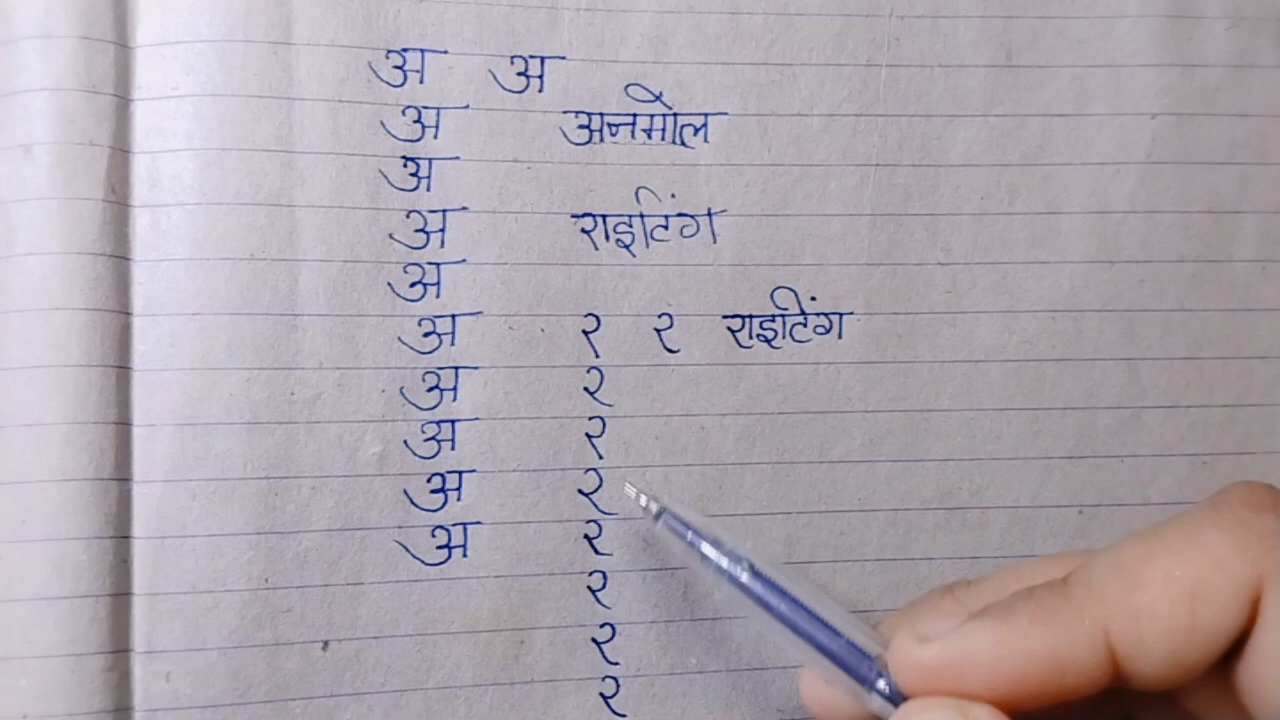 अ अ
अ अनमोल
अ
अ राइटिंग
अ
अ र र राइटिंग
अ र
अ र
अ र
अ र
र
र
र